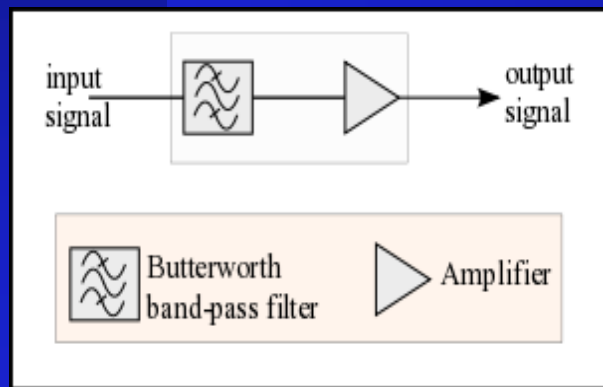 input
signal
output
signal
Butterworth
band-pass filter
Amplifier